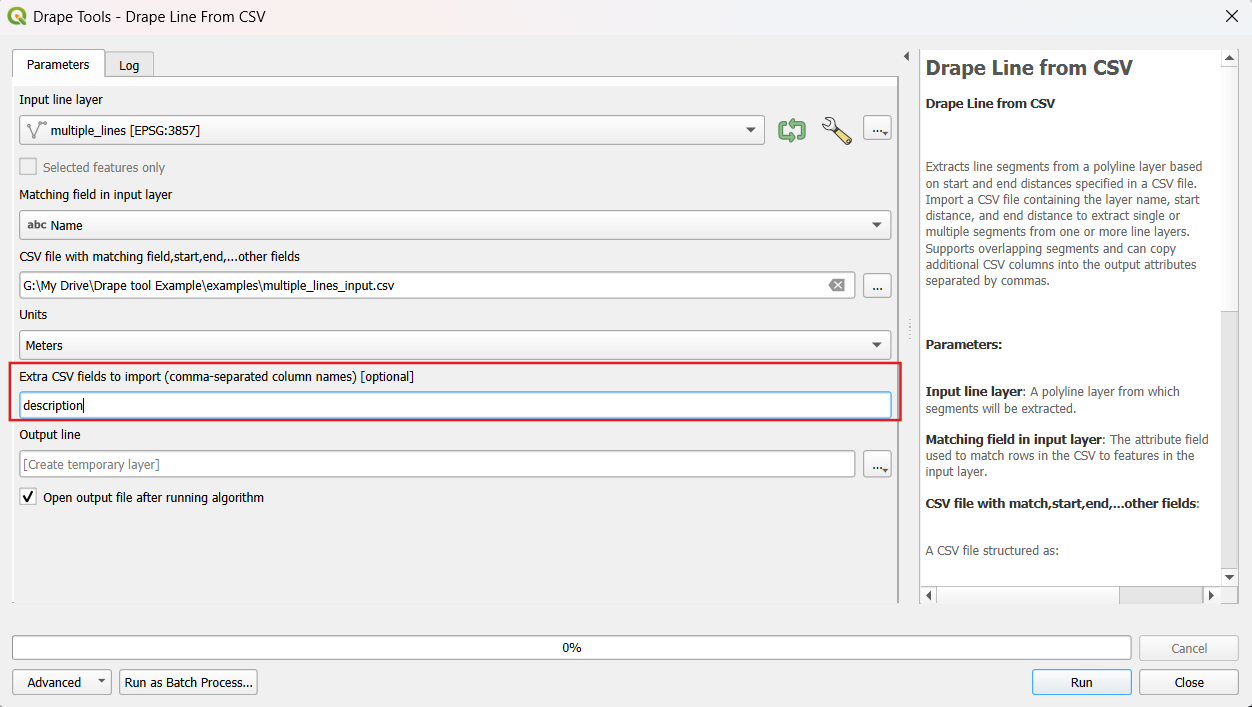 Drape Tools - Drape Line From CSV
Parameters
Log
Input line layer
multiple_lines [EPSG:3857]
...
Selected features only
Matching field in input layer
abc Name
CSV file with matching field,start,end,...other fields
G:\My Drive\Drape tool Example\examples\multiple_lines_input.csv
...
Units
Meters
Extra CSV fields to import (comma-separated column names) [optional]
description
Output line
[Create temporary layer]
...
Open output file after running algorithm
Drape Line from CSV
Drape Line from CSV
Extracts line segments from a polyline layer based
on start and end distances specified in a CSV file.
Import a CSV file containing the layer name, start
distance, and end distance to extract single or
multiple segments from one or more line layers.
Supports overlapping segments and can copy
additional CSV columns into the output attributes
separated by commas.
Parameters:
Input line layer: A polyline layer from which
segments will be extracted.
Matching field in input layer: The attribute field
used to match rows in the CSV to features in the
input layer.
CSV file with match,start,end,...other fields:
A CSV file structured as:
0%
Cancel
Advanced
Run as Batch Process...
Run
Close